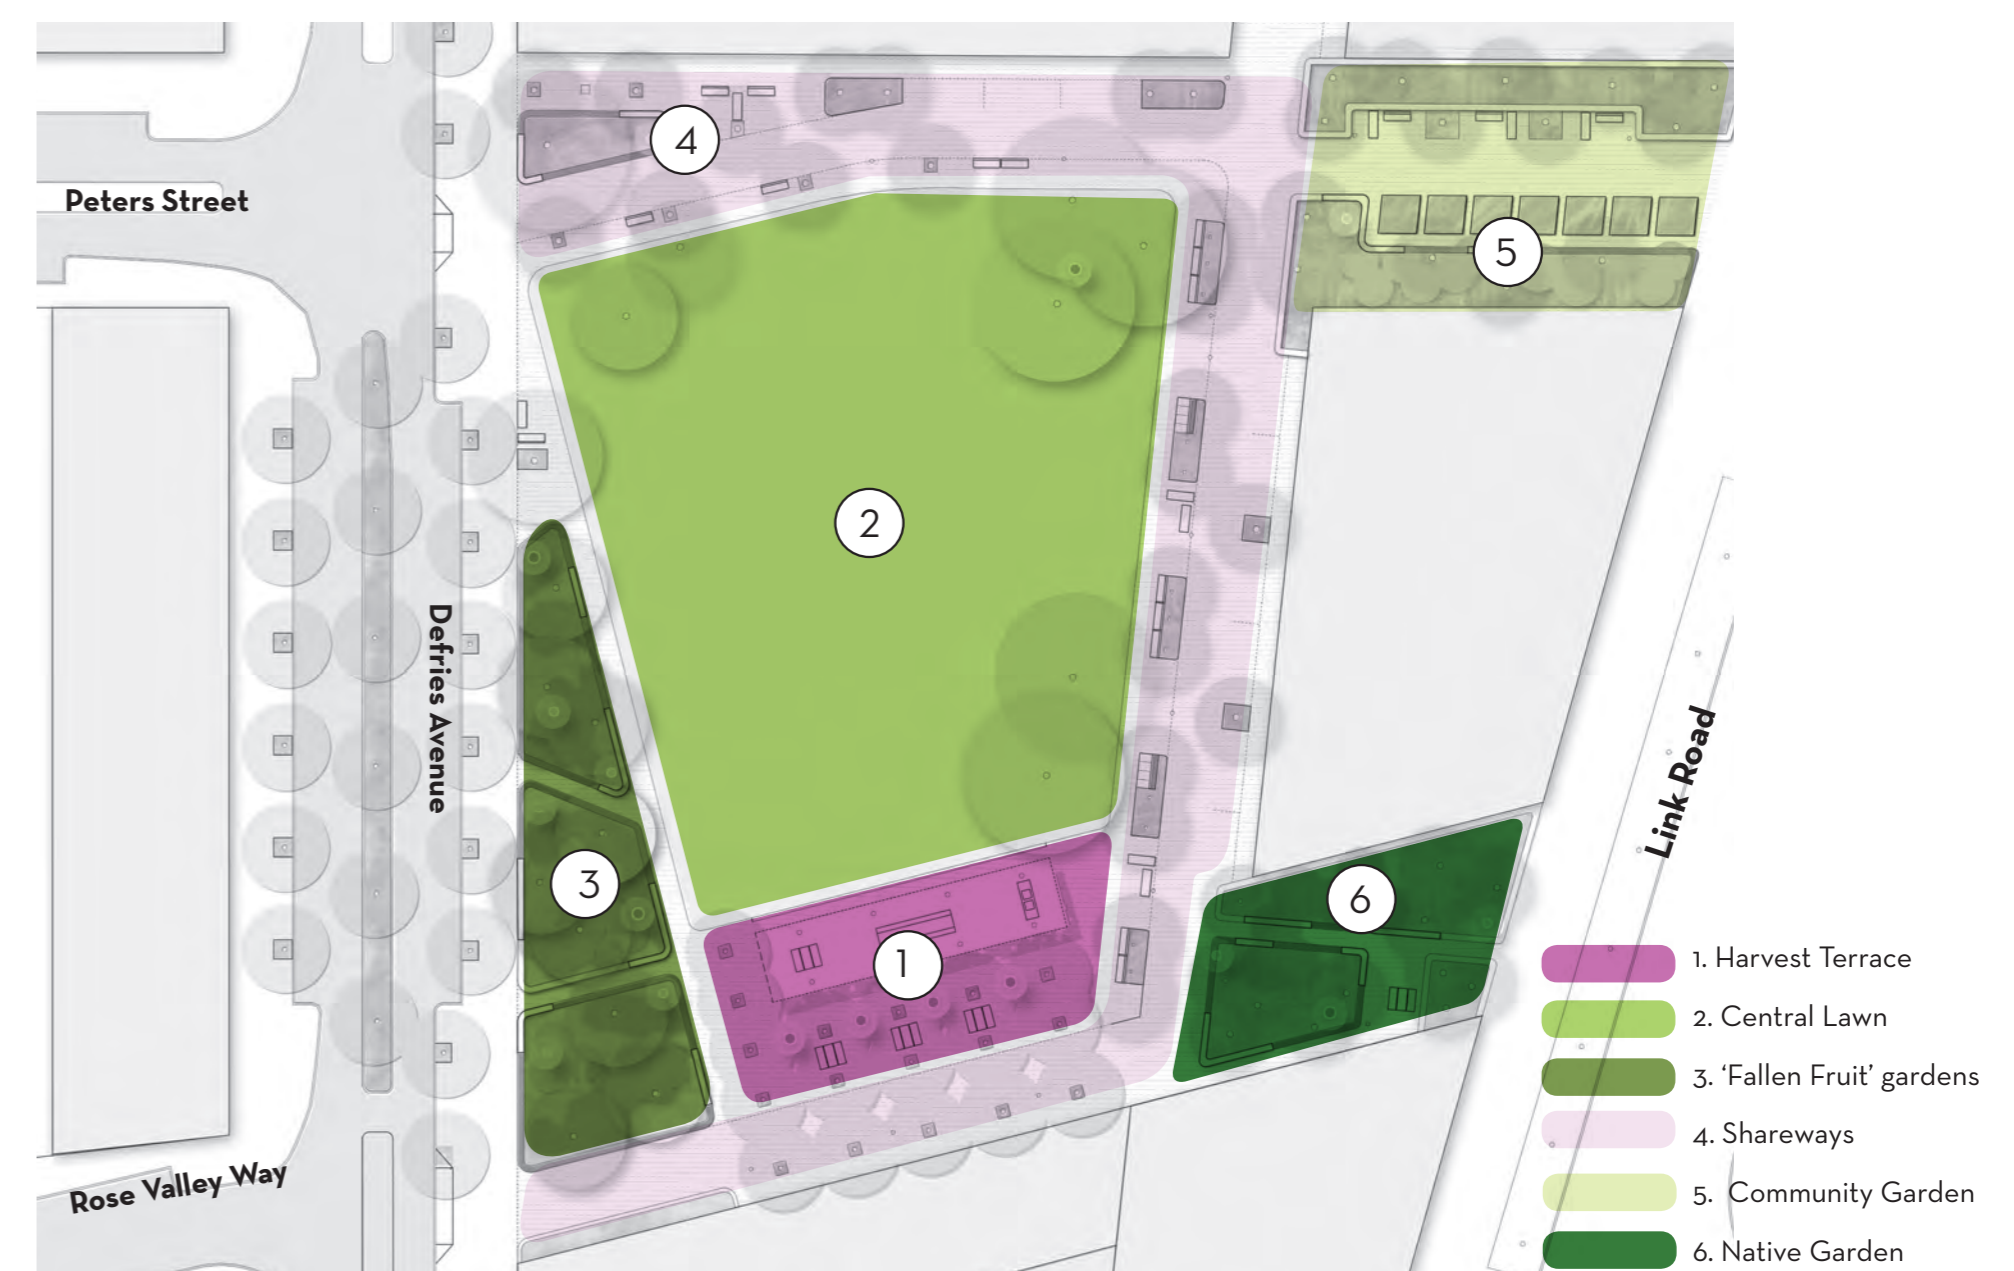 4
Peters Street
5
2
Defries Avenue
3
6
Link Road
1
Rose Valley Way
1. Harvest Terrace
2. Central Lawn
3. ‘Fallen Fruit’ gardens
4. Shareways
5. Community Garden
6. Native Garden